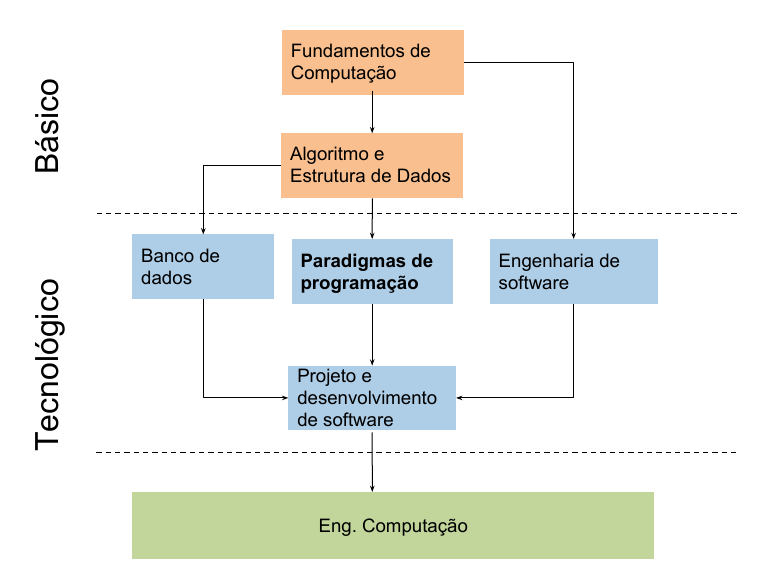 Básico
Fundamentos de
Computação
Algoritmo e
Estrutura de Dados
Tecnológico
Banco de
dados
Paradigmas de
programação
Engenharia de
software
Projeto e
desenvolvimento
de software
Eng. Computação